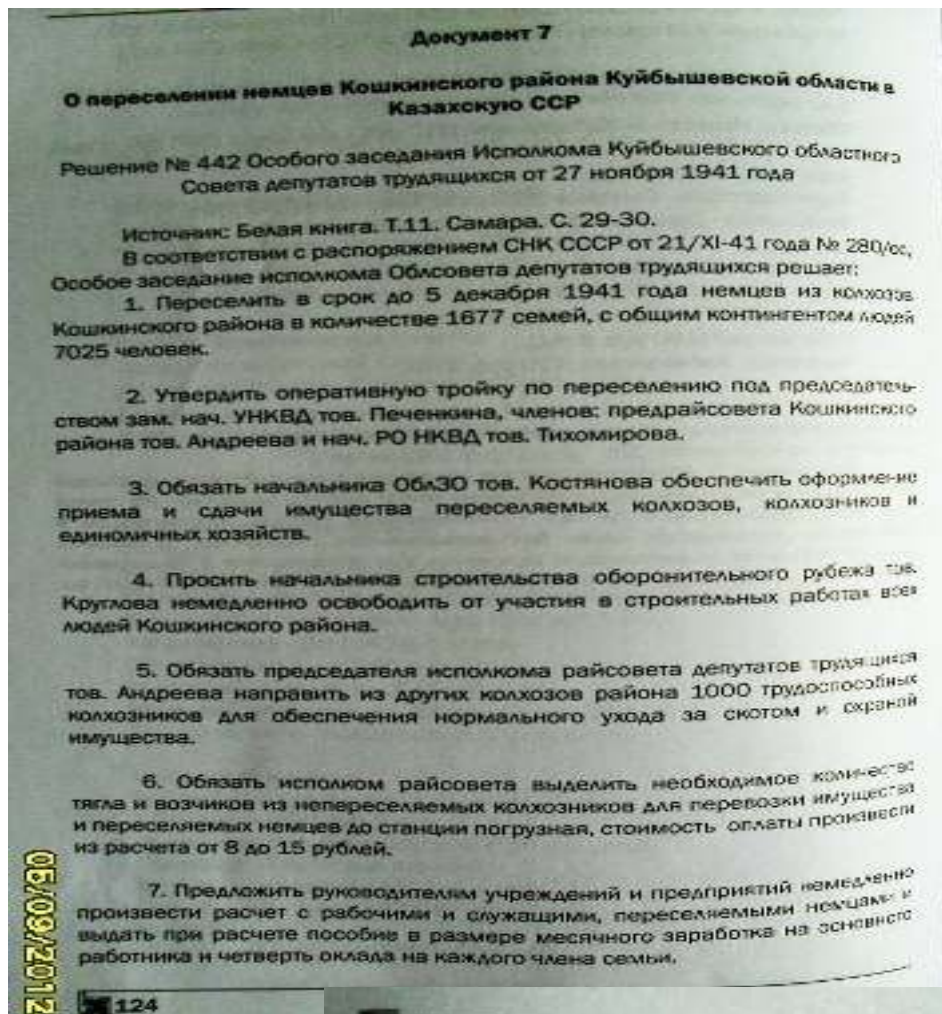 Документ 7
О переселении немцев Кошкинского района Куйбышевской области в
Казахскую ССР
Решение № 442 Особого заседания Исполкома Куйбышевского областного
Совета депутатов трудящихся от 27 ноября 1941 года
Источник: Белая книга. Т.11. Самара. С. 29-30.
В соответствии с распоряжением СНК СССР от 21/XI-41 года № 280/сс,
Особое заседание исполкома Облсовета депутатов трудящихся решает:
1. Переселить в срок до 5 декабря 1941 года немцев из колхозов
Кошкинского района в количестве 1677 семей, с общим контингентом людей
7025 человек.
2. Утвердить оперативную тройку по переселению под председатель-
ством зам. нач. УНКВД тов. Печенкина, членов: предрайсовета Кошкинского
района тов. Андреева и нач. РО НКВД тов. Тихомирова.
3. Обязать начальника ОблЗО тов. Костянова обеспечить оформление
приема и сдачи имущества переселяемых колхозов, колхозников и
единоличных хозяйств.
4. Просить начальника строительства оборонительного рубежа тов.
Круглова немедленно освободить от участия в строительных работах всех
людей Кошкинского района.
5. Обязать председателя исполкома райсовета депутатов трудящихся
тов. Андреева направить из других колхозов района 1000 трудоспособных
колхозников для обеспечения нормального ухода за скотом и охраной
имущества.
6. Обязать исполком райсовета выделить необходимое количество
тягла и возчиков из непереселяемых колхозников для перевозки имущества
и переселяемых немцев до станции погрузная, стоимость оплаты произвести
из расчета от 8 до 15 рублей.
7. Предложить руководителям учреждений и предприятий немедленно
произвести расчет с рабочими и служащими, переселяемыми немцами и
выдать при расчете пособие в размере месячного заработка на основного
работника и четверть оклада на каждого члена семьи.
124
05/09/2012